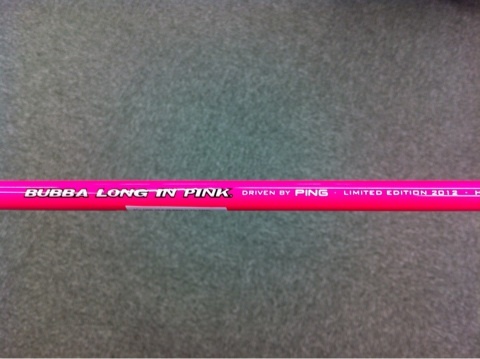 BUBBA LONG IN PINK. DRIVEN BY PING · LIMITED EDITION 2012 ·